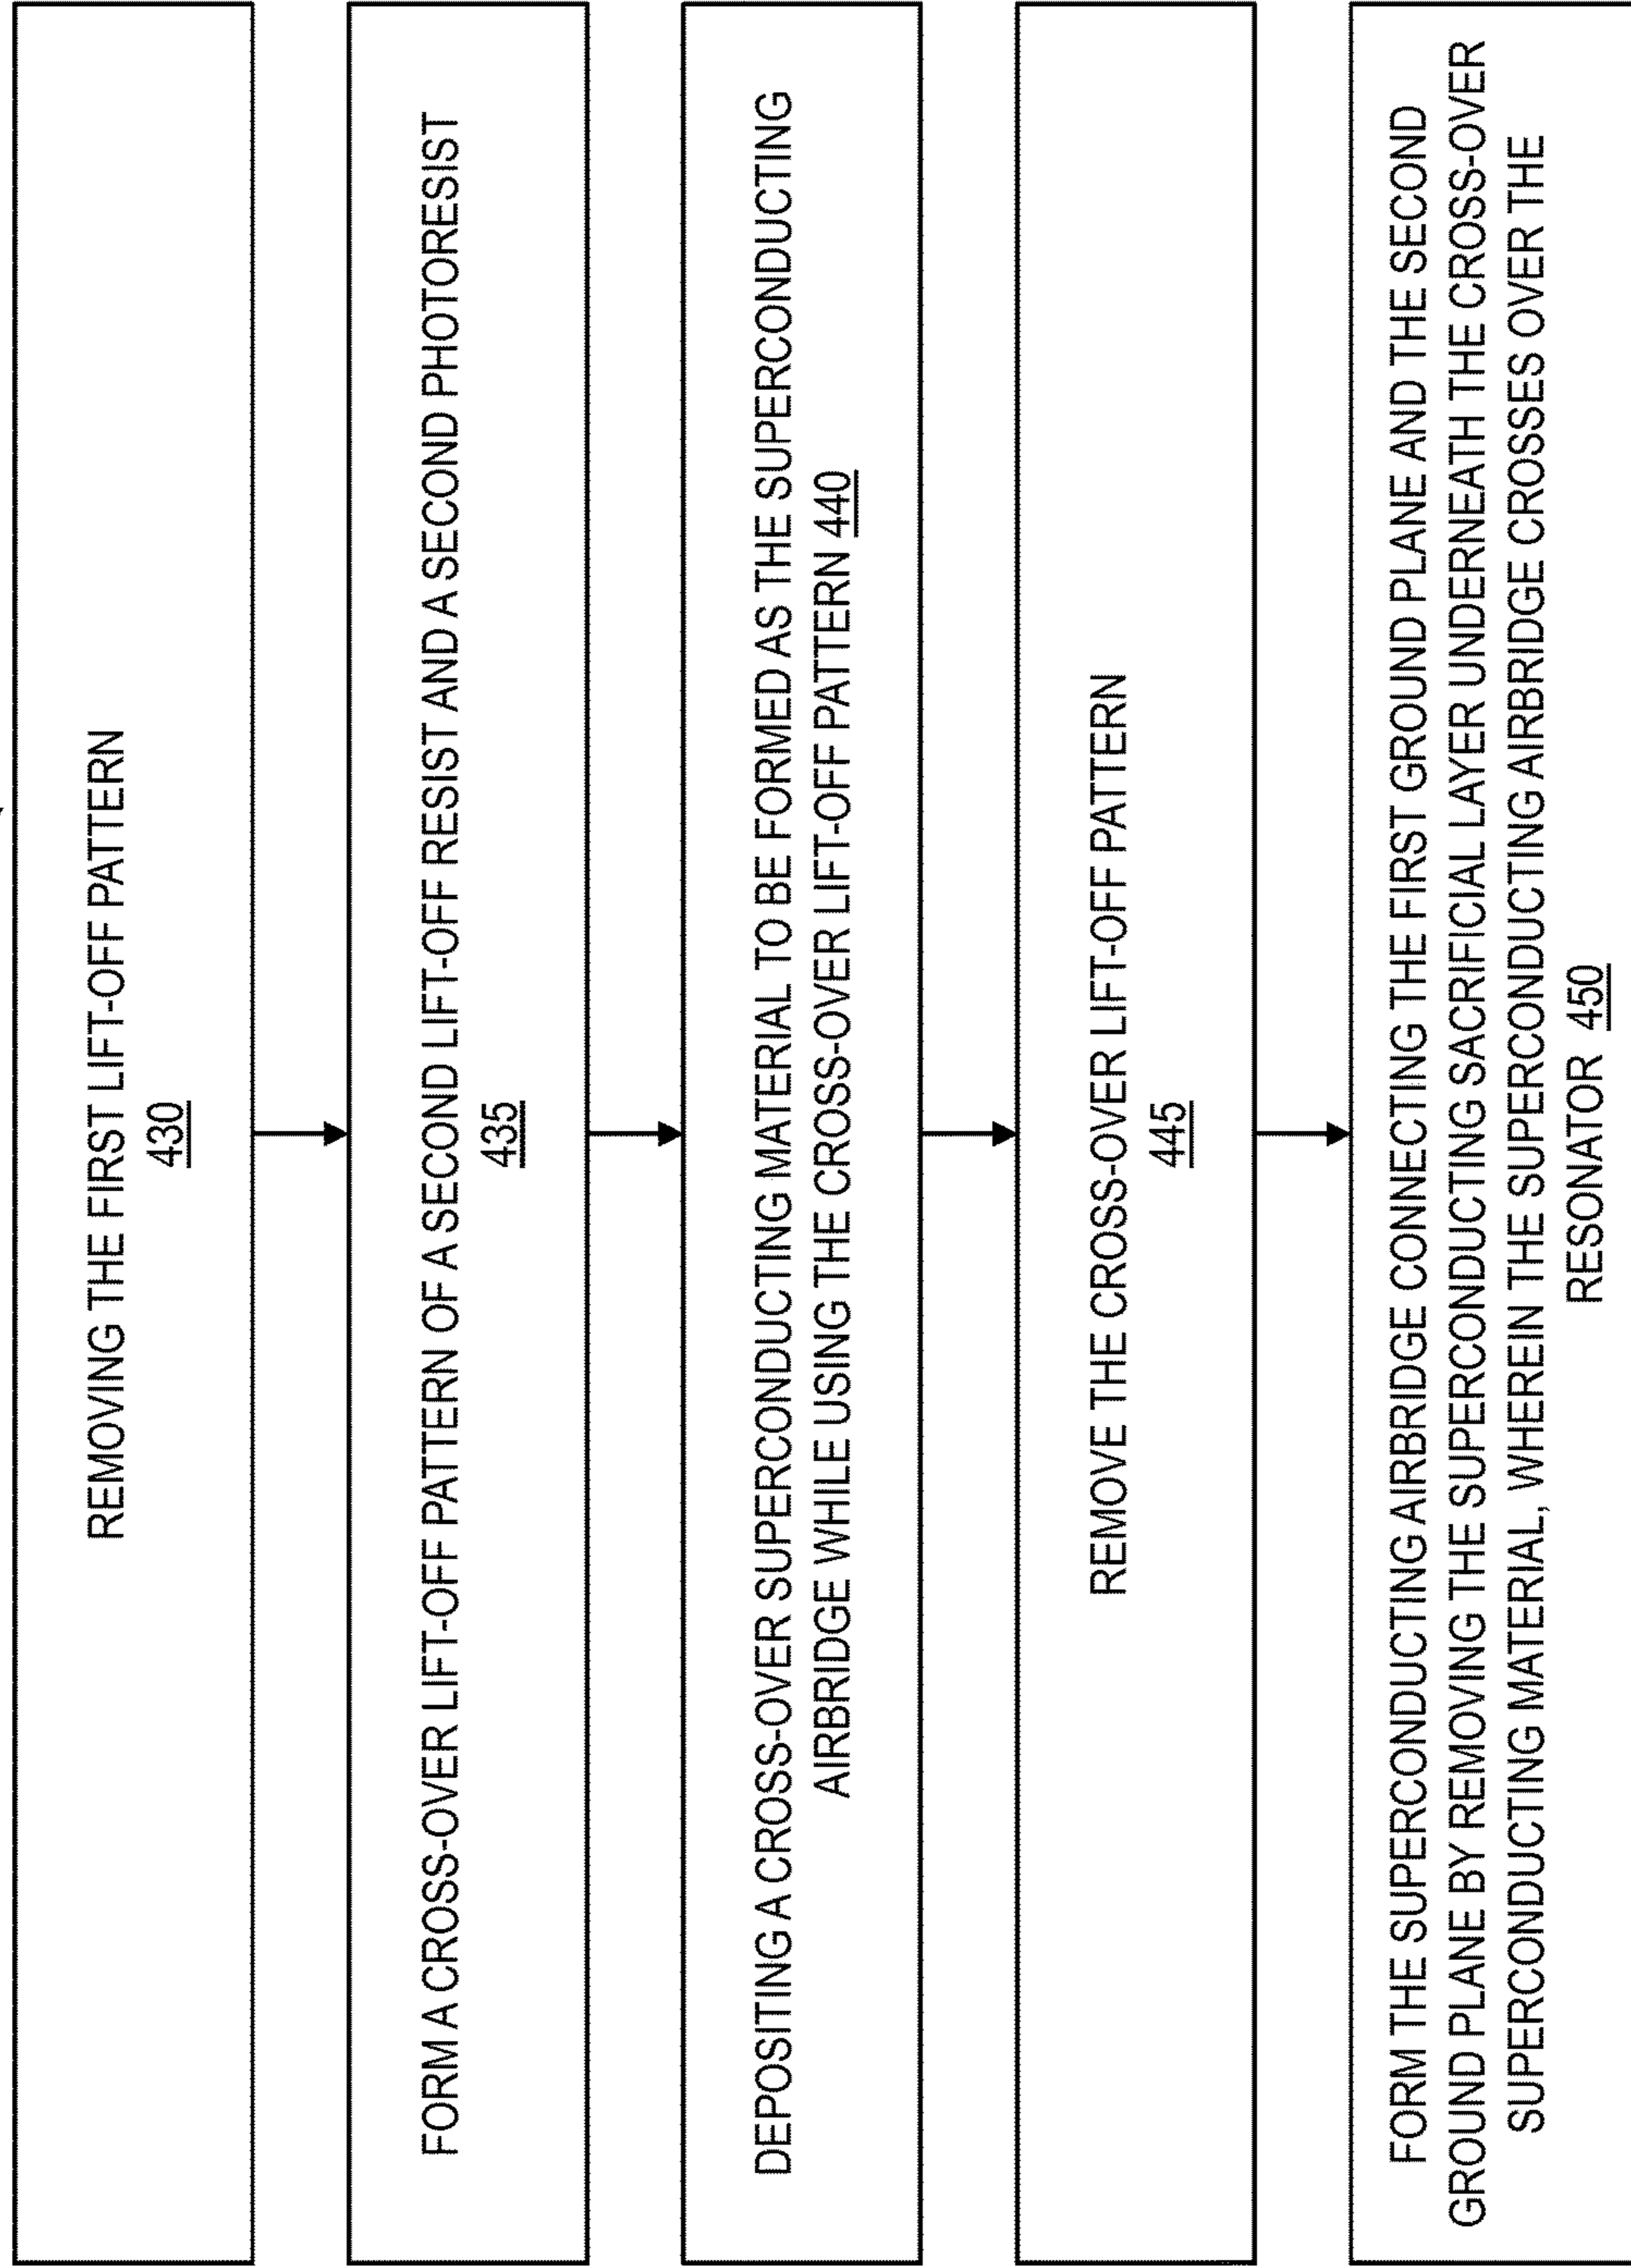 REMOVING THE FIRST LIFT-OFF PATTERN
430
FORM A CROSS-OVER LIFT-OFF PATTERN OF A SECOND LIFT-OFF RESIST AND A SECOND PHOTORESIST
435
DEPOSITING A CROSS-OVER SUPERCONDUCTING MATERIAL TO BE FORMED AS THE SUPERCONDUCTING
AIRBRIDGE WHILE USING THE CROSS-OVER LIFT-OFF PATTERN 440
REMOVE THE CROSS-OVER LIFT-OFF PATTERN
445
FORM THE SUPERCONDUCTING AIRBRIDGE CONNECTING THE FIRST GROUND PLANE AND THE SECOND
GROUND PLANE BY REMOVING THE SUPERCONDUCTING SACRIFICIAL LAYER UNDERNEATH THE CROSS-OVER
SUPERCONDUCTING MATERIAL, WHEREIN THE SUPERCONDUCTING AIRBRIDGE CROSSES OVER THE
RESONATOR 450